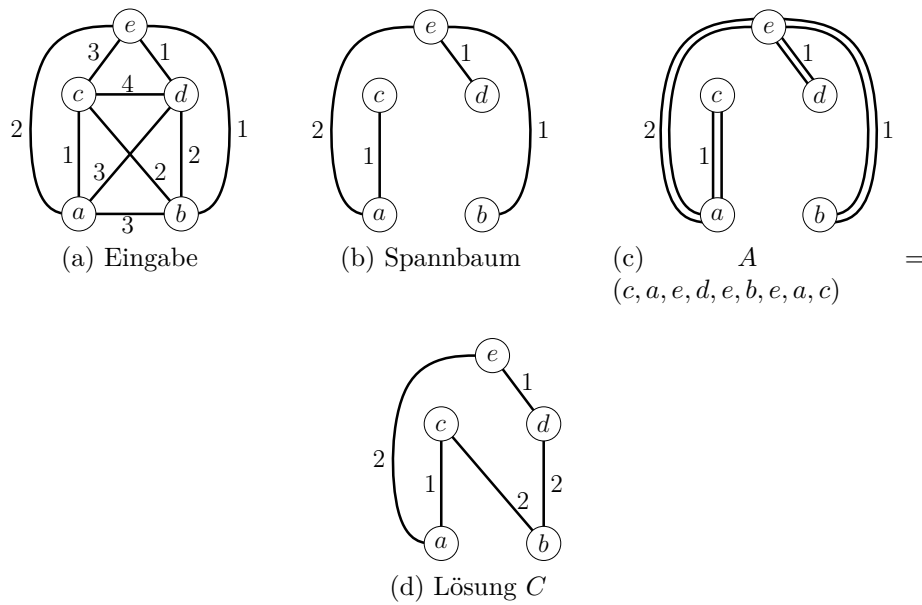 e
3 1
c 4 d
2 1
1 3 2 2
a 3 b
(a) Eingabe
e
1
c d
2 1
1
a b
(b) Spannbaum
e
1
c d
2 1
1
a b
(c) A =
(c, a, e, d, e, b, e, a, c)
e
1
c d
2
1 2 2
a b
(d) Lösung C